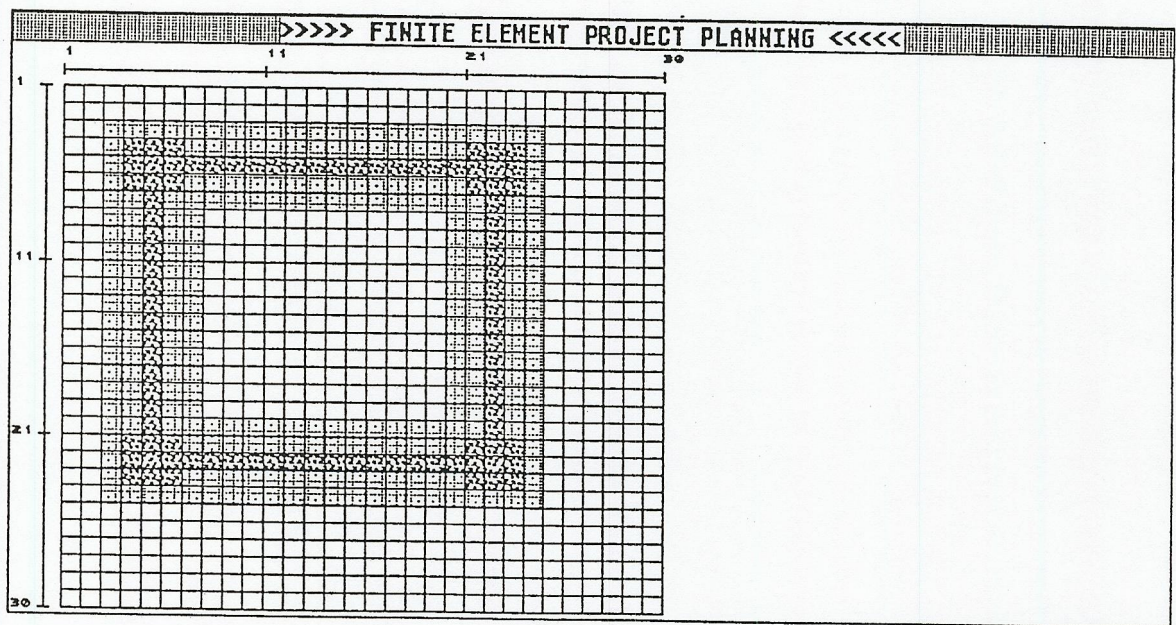 >>>>> FINITE ELEMENT PROJECT PLANNING <<<<<
1 11 21 30
1
11
21
30